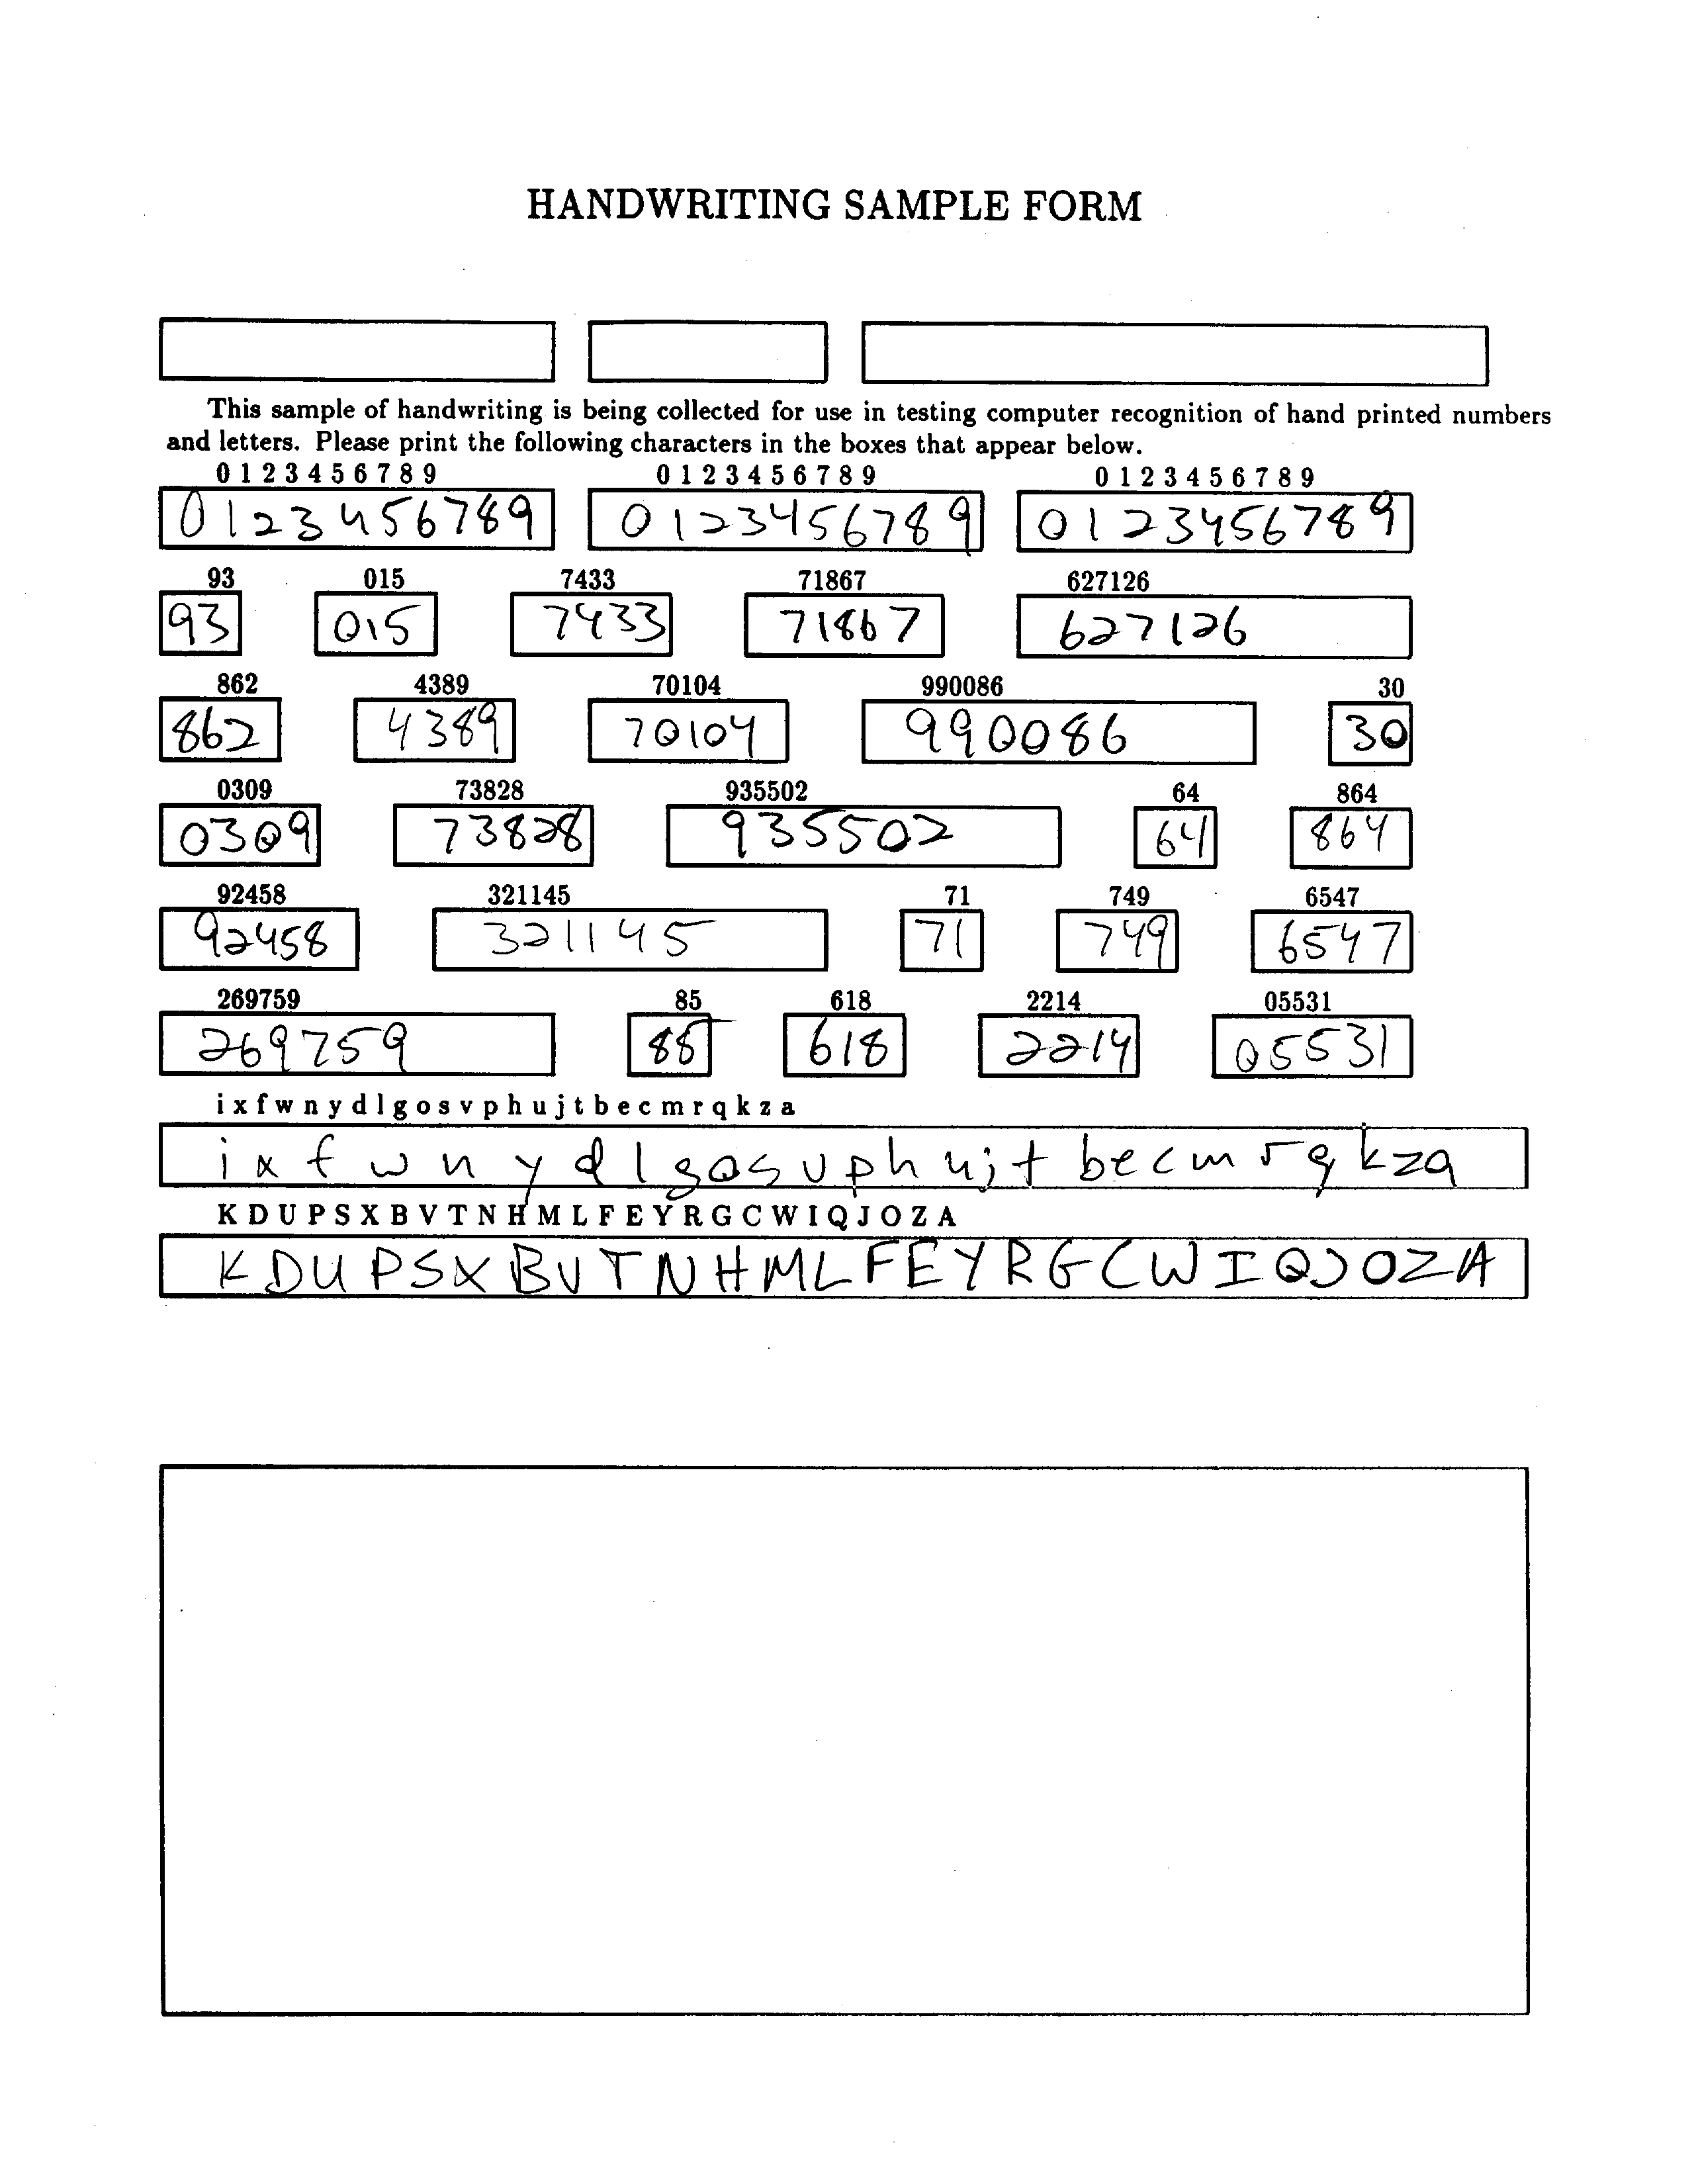 HANDWRITING SAMPLE FORM
This sample of handwriting is being collected for use in testing computer recognition of hand printed numbers
and letters. Please print the following characters in the boxes that appear below.
0 1 2 3 4 5 6 7 8 9 0 1 2 3 4 5 6 7 8 9 0 1 2 3 4 5 6 7 8 9
0123456789 0123456789 0123456789
93 015 7433 71867 627126
93 015 7433 71867 627126
862 4389 70104 990086 30
862 4389 70104 990086 30
0309 73828 935502 64 864
0309 73828 935502 64 864
92458 321145 71 749 6547
92458 321145 71 749 6547
269759 85 618 2214 05531
269759 85 618 2214 05531
i x f w n y d l g o s v p h u j t b e c m r q k z a
i x f w n y d l g o s v p h u j t b e c m r q k z a
K D U P S X B V T N H M L F E Y R G C W I Q J O Z A
K D U P S X B V T N H M L F E Y R G C W I Q J O Z A